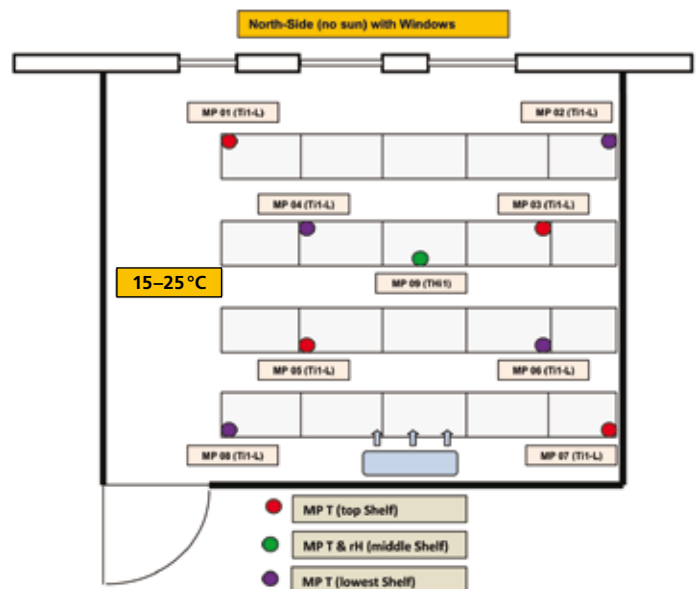 North-Side (no sun) with Windows
MP 01 (Ti1-L)
MP 02 (Ti1-L)
MP 04 (Ti1-L)
MP 03 (Ti1-L)
15–25 °C
MP 09 (THi1)
MP 05 (Ti1-L)
MP 06 (Ti1-L)
MP 08 (Ti1-L)
MP 07 (Ti1-L)
MP T (top Shelf)
MP T & rH (middle Shelf)
MP T (lowest Shelf)